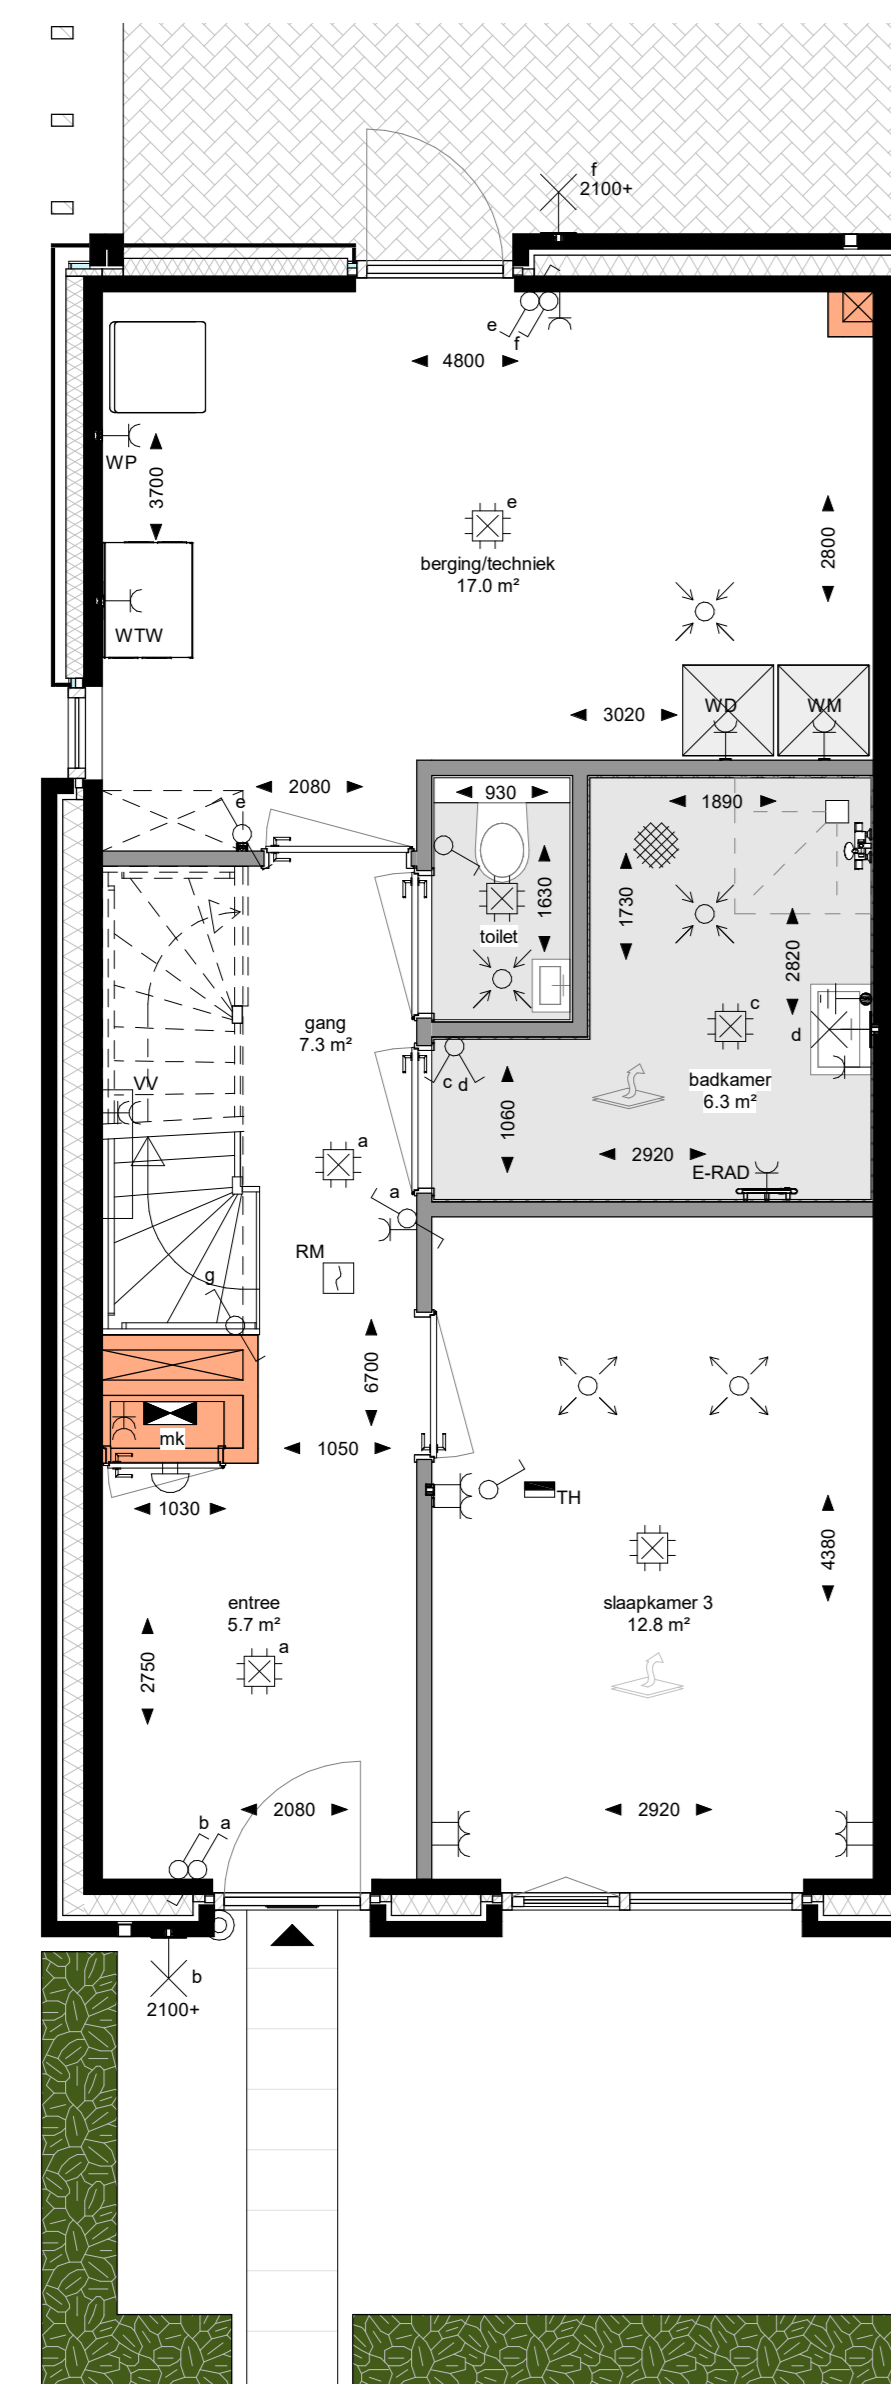 f
2100+
e
f
4800
WP
3700
e
berging/techniek
17.0 m²
2800
WTW
WD
WM
3020
2080
930
1890
e
1630
1730
toilet
2820
gang
7.3 m²
c
d
badkamer
6.3 m²
VV
c d
1060
a
2920
E-RAD
a
RM
g
6700
mk
1050
1030
TH
4380
entree
5.7 m²
slaapkamer 3
12.8 m²
a
2750
2080
2920
b a
b
2100+